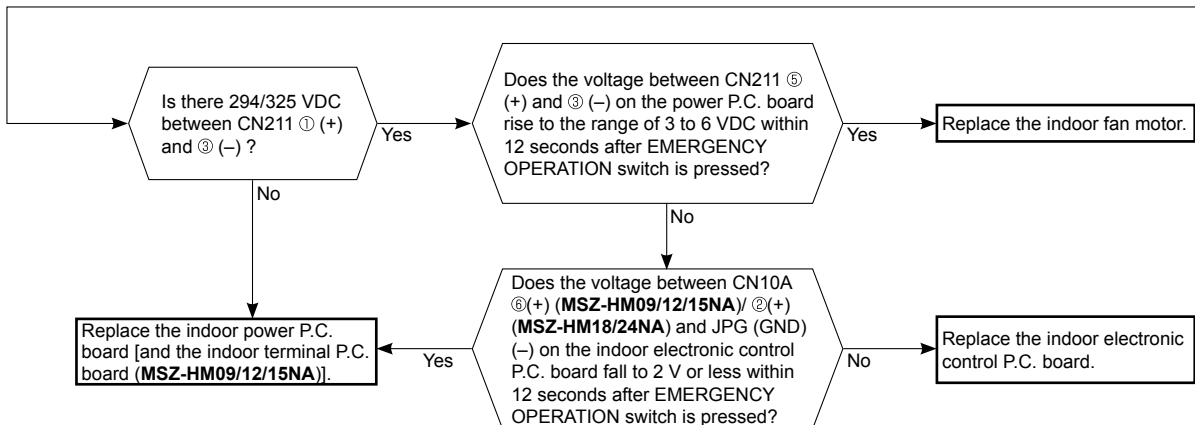 Is there 294/325 VDC
between CN211 ① (+)
and ③ (–) ?
Yes
No
Does the voltage between CN211 ⑤
(+) and ③ (–) on the power P.C. board
rise to the range of 3 to 6 VDC within
12 seconds after EMERGENCY
OPERATION switch is pressed?
Yes
No
Replace the indoor fan motor.
Replace the indoor power P.C.
board [and the indoor terminal P.C.
board (MSZ-HM09/12/15NA)].
Yes
Does the voltage between CN10A
⑥(+) (MSZ-HM09/12/15NA)/ ②(+)
(MSZ-HM18/24NA) and JPG (GND)
(–) on the indoor electronic control
P.C. board fall to 2 V or less within
12 seconds after EMERGENCY
OPERATION switch is pressed?
No
Replace the indoor electronic
control P.C. board.